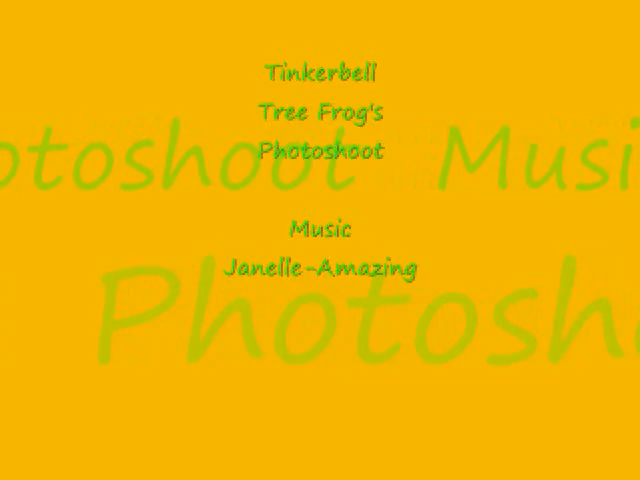 Tinkerbell
Tree Frog's
Photoshoot
otoshoot Musi
Music
Janelle-Amazing
Photosh